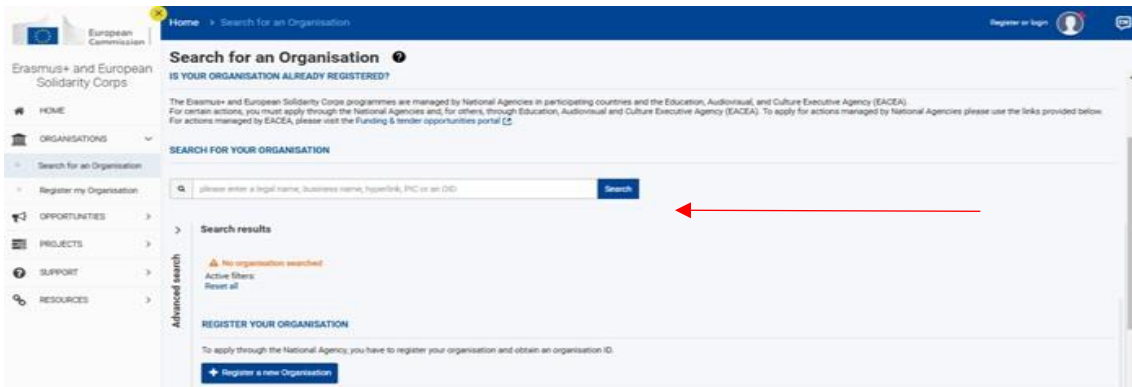 European
Commission
Erasmus+ and European
Solidarity Corps
HOME
ORGANISATIONS
Search for an Organisation
Register my Organisation
OPPORTUNITIES
PROJECTS
SUPPORT
RESOURCES
Home > Search for an Organisation
Register or login
EN
Search for an Organisation
IS YOUR ORGANISATION ALREADY REGISTERED?
The Erasmus+ and European Solidarity Corps programmes are managed by National Agencies in participating countries and the Education, Audiovisual, and Culture Executive Agency (EACEA).
For certain actions, you must apply through the National Agencies and, for others, through Education, Audiovisual and Culture Executive Agency (EACEA). To apply for actions managed by National Agencies please use the links provided below.
For actions managed by EACEA, please visit the Funding & tender opportunities portal
SEARCH FOR YOUR ORGANISATION
please enter a legal name, business name, hyperlink, PIC or an OID
Search
Advanced search
Search results
No organisation searched
Active filters:
Reset all
REGISTER YOUR ORGANISATION
To apply through the National Agency, you have to register your organisation and obtain an organisation ID.
+ Register a new Organisation